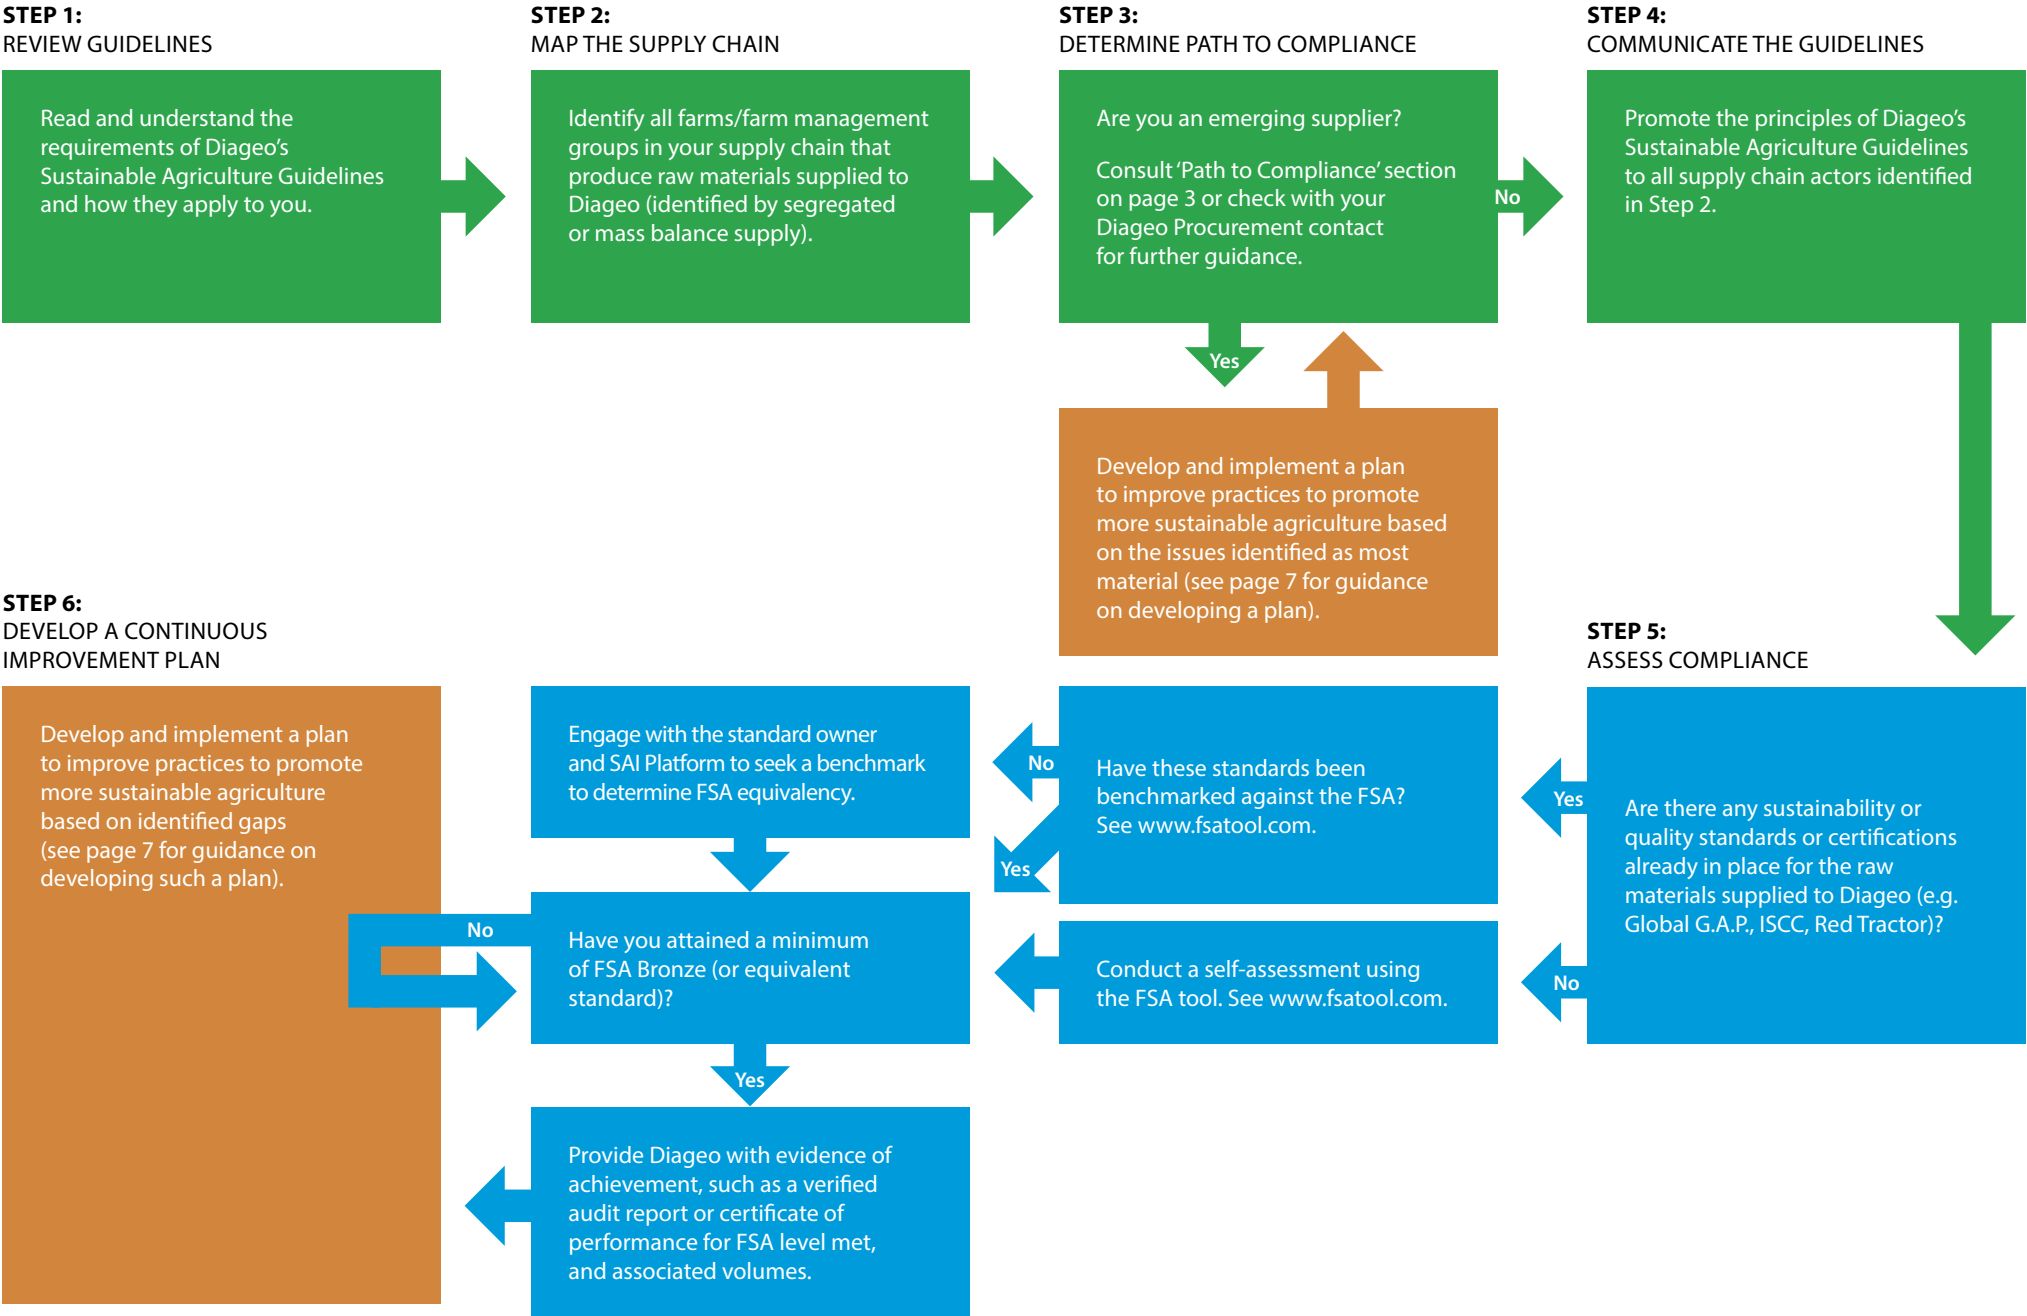 STEP 1:
REVIEW GUIDELINES
Read and understand the
requirements of Diageo's
Sustainable Agriculture Guidelines
and how they apply to you.
STEP 2:
MAP THE SUPPLY CHAIN
Identify all farms/farm management
groups in your supply chain that
produce raw materials supplied to
Diageo (identified by segregated
or mass balance supply).
STEP 3:
DETERMINE PATH TO COMPLIANCE
Are you an emerging supplier?
Consult ‘Path to Compliance’ section
on page 3 or check with your
Diageo Procurement contact
for further guidance.
No
Yes
Develop and implement a plan
to improve practices to promote
more sustainable agriculture based
on the issues identified as most
material (see page 7 for guidance
on developing a plan).
STEP 4:
COMMUNICATE THE GUIDELINES
Promote the principles of Diageo's
Sustainable Agriculture Guidelines
to all supply chain actors identified
in Step 2.
STEP 5:
ASSESS COMPLIANCE
Are there any sustainability or
quality standards or certifications
already in place for the raw
materials supplied to Diageo (e.g.
Global G.A.P., ISCC, Red Tractor)?
Yes
No
Have these standards been
benchmarked against the FSA?
See www.fsatool.com.
No
Yes
Conduct a self-assessment using
the FSA tool. See www.fsatool.com.
Engage with the standard owner
and SAI Platform to seek a benchmark
to determine FSA equivalency.
Have you attained a minimum
of FSA Bronze (or equivalent
standard)?
No
Yes
Provide Diageo with evidence of
achievement, such as a verified
audit report or certificate of
performance for FSA level met,
and associated volumes.
STEP 6:
DEVELOP A CONTINUOUS
IMPROVEMENT PLAN
Develop and implement a plan
to improve practices to promote
more sustainable agriculture
based on identified gaps
(see page 7 for guidance on
developing such a plan).